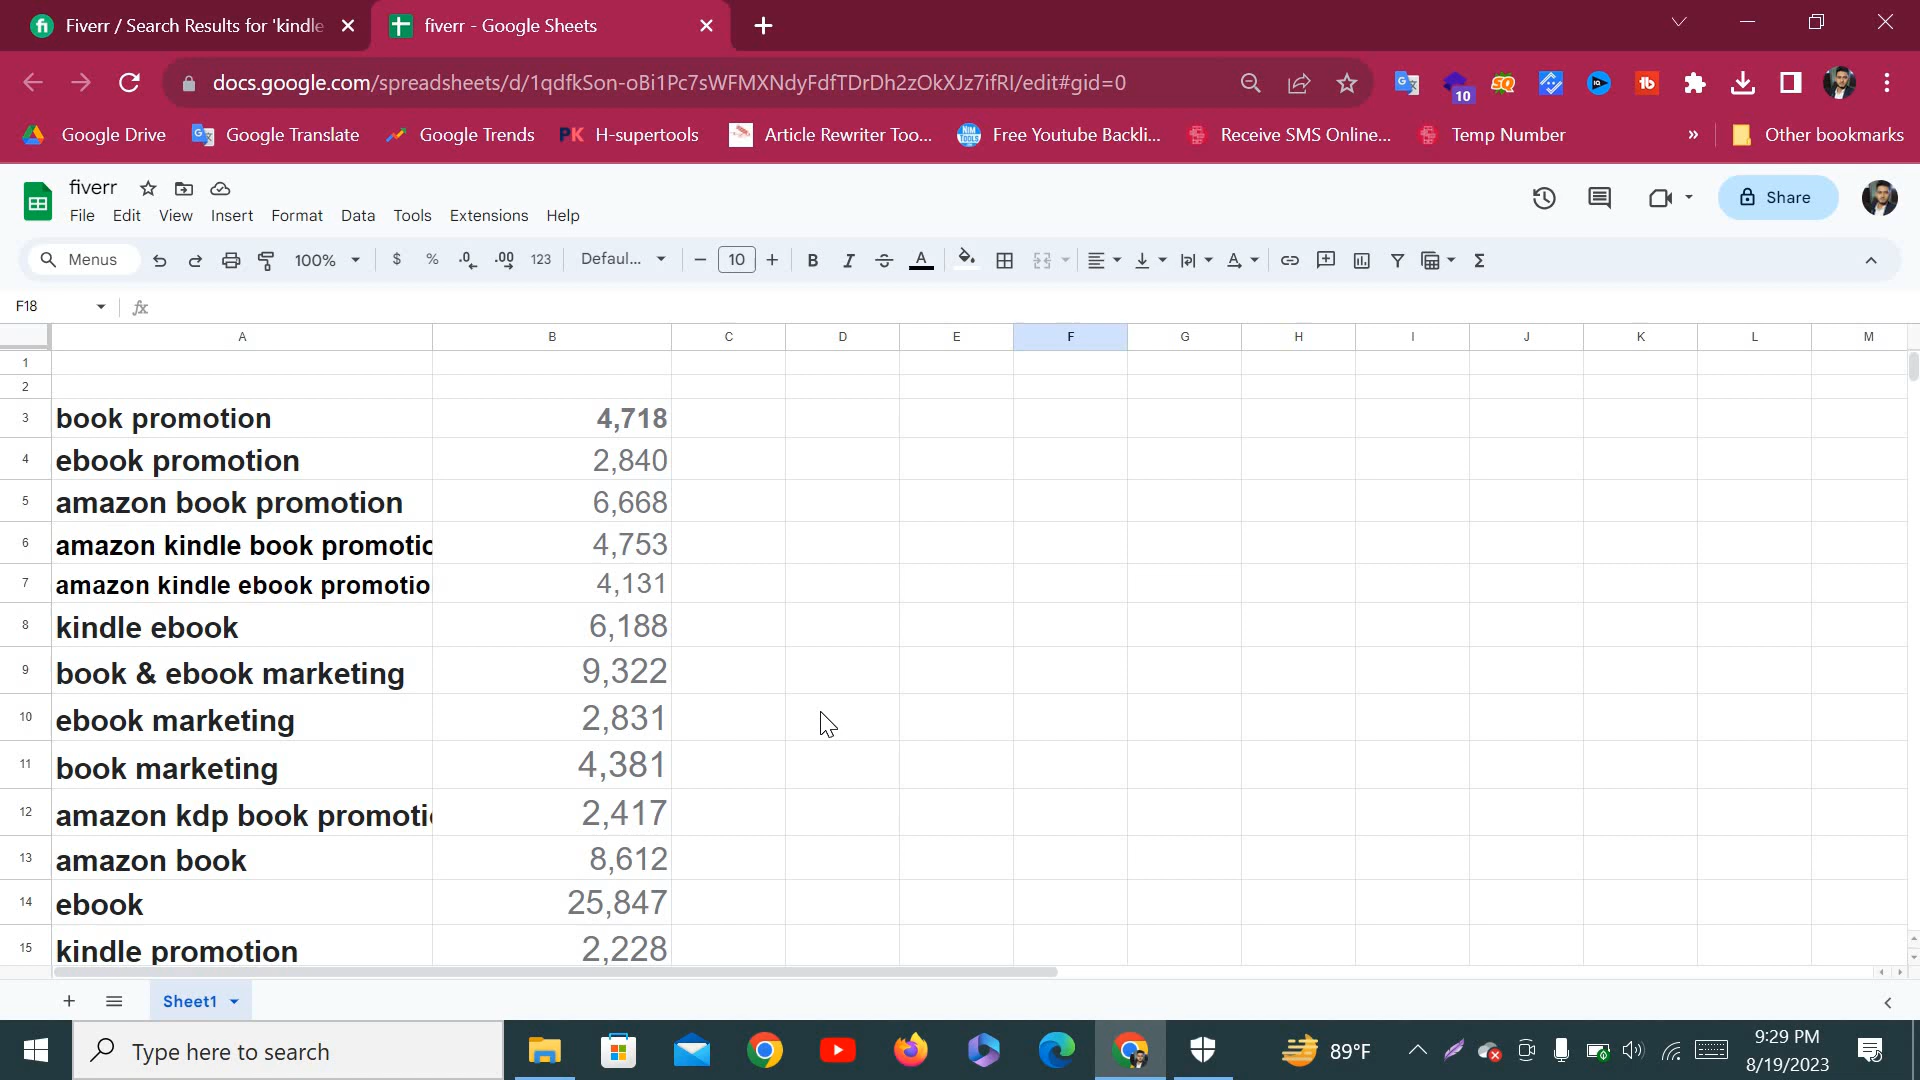 Fiverr / Search Results for 'kindle
fiverr - Google Sheets
docs.google.com/spreadsheets/d/1qdfkSon-oBi1Pc7sWFMXNdyFdfTDrDh2zOkXJz7ifRI/edit#gid=0
10
Google Drive
Google Translate
Google Trends
PK H-supertools
Article Rewriter Too...
Free Youtube Backli...
Receive SMS Online...
Temp Number
»
Other bookmarks
fiverr
File Edit View Insert Format Data Tools Extensions Help
Share
Menus 100% $ % .0 .00 123 Defaul... − 10 + B I A Σ
F18
fx
A B C D E F G H I J K L M
1
2
3 book promotion 4,718
4 ebook promotion 2,840
5 amazon book promotion 6,668
6 amazon kindle book promotio 4,753
7 amazon kindle ebook promotio 4,131
8 kindle ebook 6,188
9 book & ebook marketing 9,322
10 ebook marketing 2,831
11 book marketing 4,381
12 amazon kdp book promoti 2,417
13 amazon book 8,612
14 ebook 25,847
15 kindle promotion 2,228
Sheet1
Type here to search
89°F
9:29 PM
8/19/2023